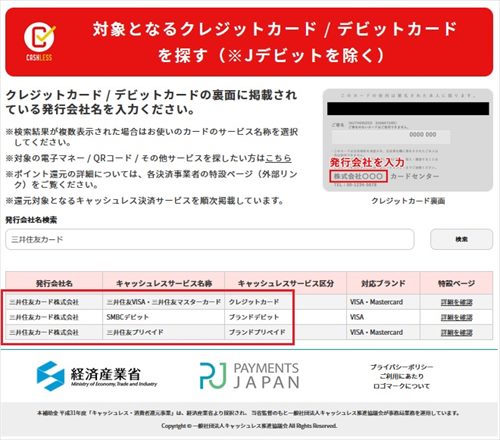 CASHLESS
対象となるクレジットカード / デビットカード
を探す（※Jデビットを除く）
クレジットカード / デビットカードの裏面に掲載され
ている発行会社名を入力ください。
※検索結果が複数表示された場合はお使いのカードのサービス名称を選択
してください。
※対象の電子マネー / QRコード / その他サービスを探したい方はこちら
※ポイント還元の詳細については、各決済事業者の特設ページ（外部リン
ク）をご覧ください。
※還元対象となるキャッシュレス決済サービスを順次掲載しています。
このカードの使用は署名された本人に限ります。
ご署名
(AUTHORIZED SIGNATURE)
0000 000
発行会社を入力
株式会社〇〇〇 カードセンター
TEL : 00-1234-5678
クレジットカード裏面
発行会社名検索
三井住友カード
検索
発行会社名 キャッシュレスサービス名称 キャッシュレスサービス区分 対応ブランド 特設ページ
三井住友カード株式会社 三井住友VISA・三井住友マスターカード クレジットカード VISA・Mastercard 詳細を確認
三井住友カード株式会社 SMBCデビット ブランドデビット VISA 詳細を確認
三井住友カード株式会社 三井住友プリペイド ブランドプリペイド VISA・Mastercard 詳細を確認
経済産業省
Ministry of Economy, Trade and Industry
PAYMENTS
JAPAN
プライバシーポリシー
ご利用にあたり
ロゴマークについて
本補助金 平成31年度「キャッシュレス・消費者還元事業」は、経済産業省より採択され、当省監督のもと一般社団法人キャッシュレス推進協議会が事務局業務を運用しています。
Copyright © 一般社団法人キャッシュレス推進協議会 All Rights Reserved.